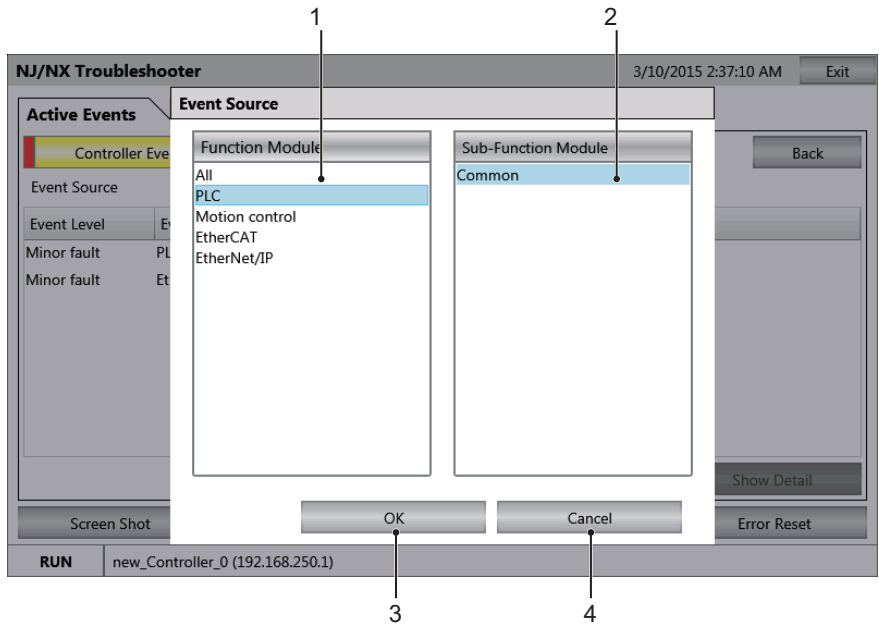 1 2
NJ/NX Troubleshooter 3/10/2015 2:37:10 AM Exit
Event Source
Active Events
Function Module Sub-Function Module
Controller Eve Back
All Common
Event Source
PLC
Motion control
Event Level E
EtherCAT
Minor fault PL
EtherNet/IP
Minor fault Et
Show Detail
Screen Shot OK Cancel Error Reset
RUN new_Controller_0 (192.168.250.1)
3 4